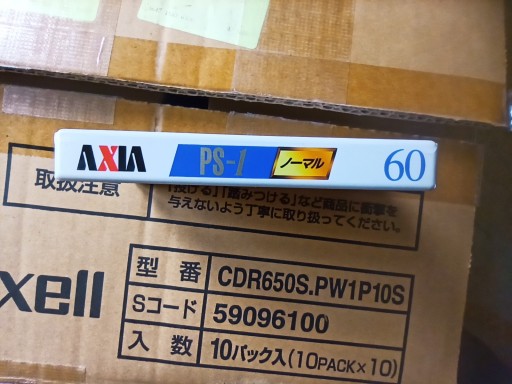 AXIA PS-1 ノーマル 60
取扱注意
「投げる」「踏みつける」など商品に衝撃を
与えないよう丁寧に取り扱ってください。
xell
型番 CDR650S.PW1P10S
Sコード 59096100
入数 10パック入(10PACK×10)